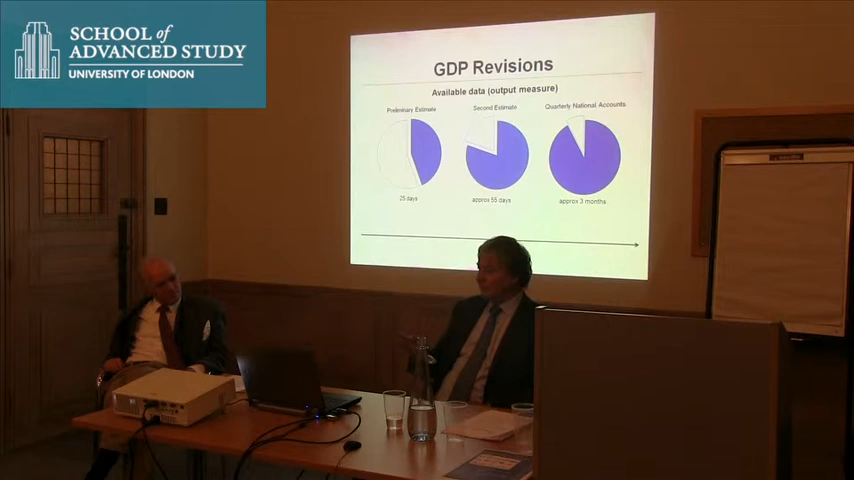 SCHOOL of
ADVANCED STUDY
UNIVERSITY OF LONDON
GDP Revisions
Available data (output measure)
Preliminary Estimate
Second Estimate
Quarterly National Accounts
25 days
approx 55 days
approx 3 months